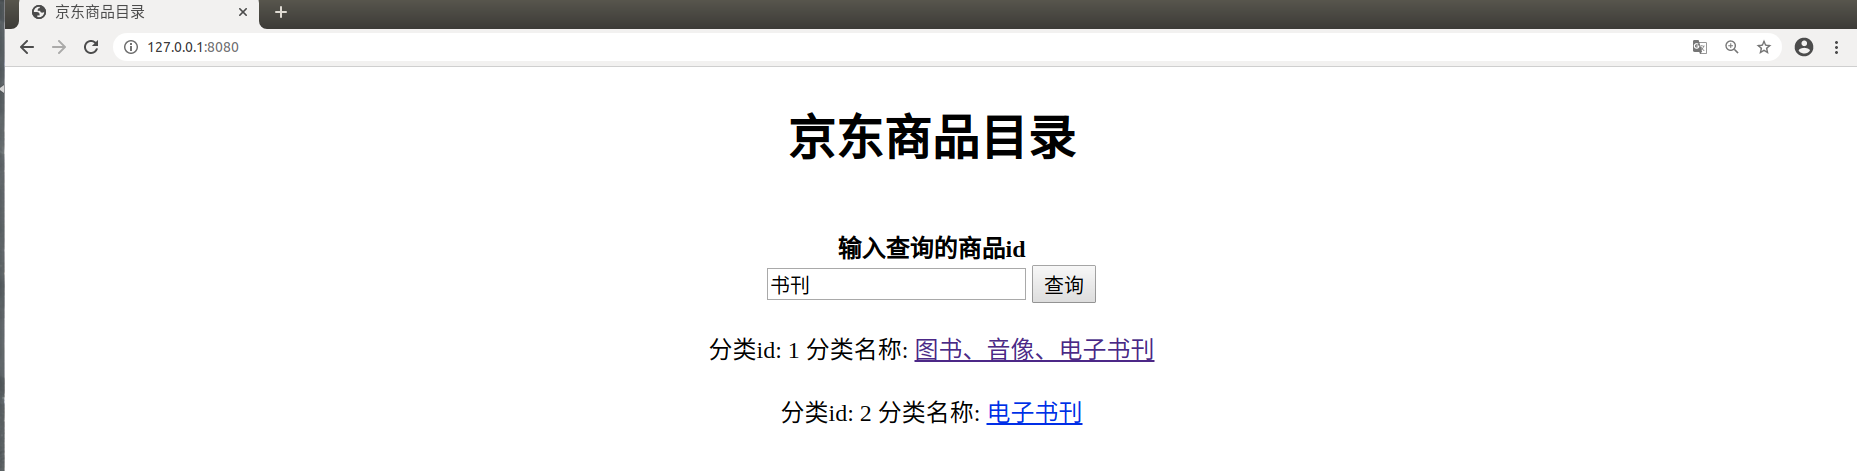 京东商品目录
127.0.0.1:8080
京东商品目录
输入查询的商品id
书刊 查询
分类id: 1 分类名称: 图书、音像、电子书刊
分类id: 2 分类名称: 电子书刊